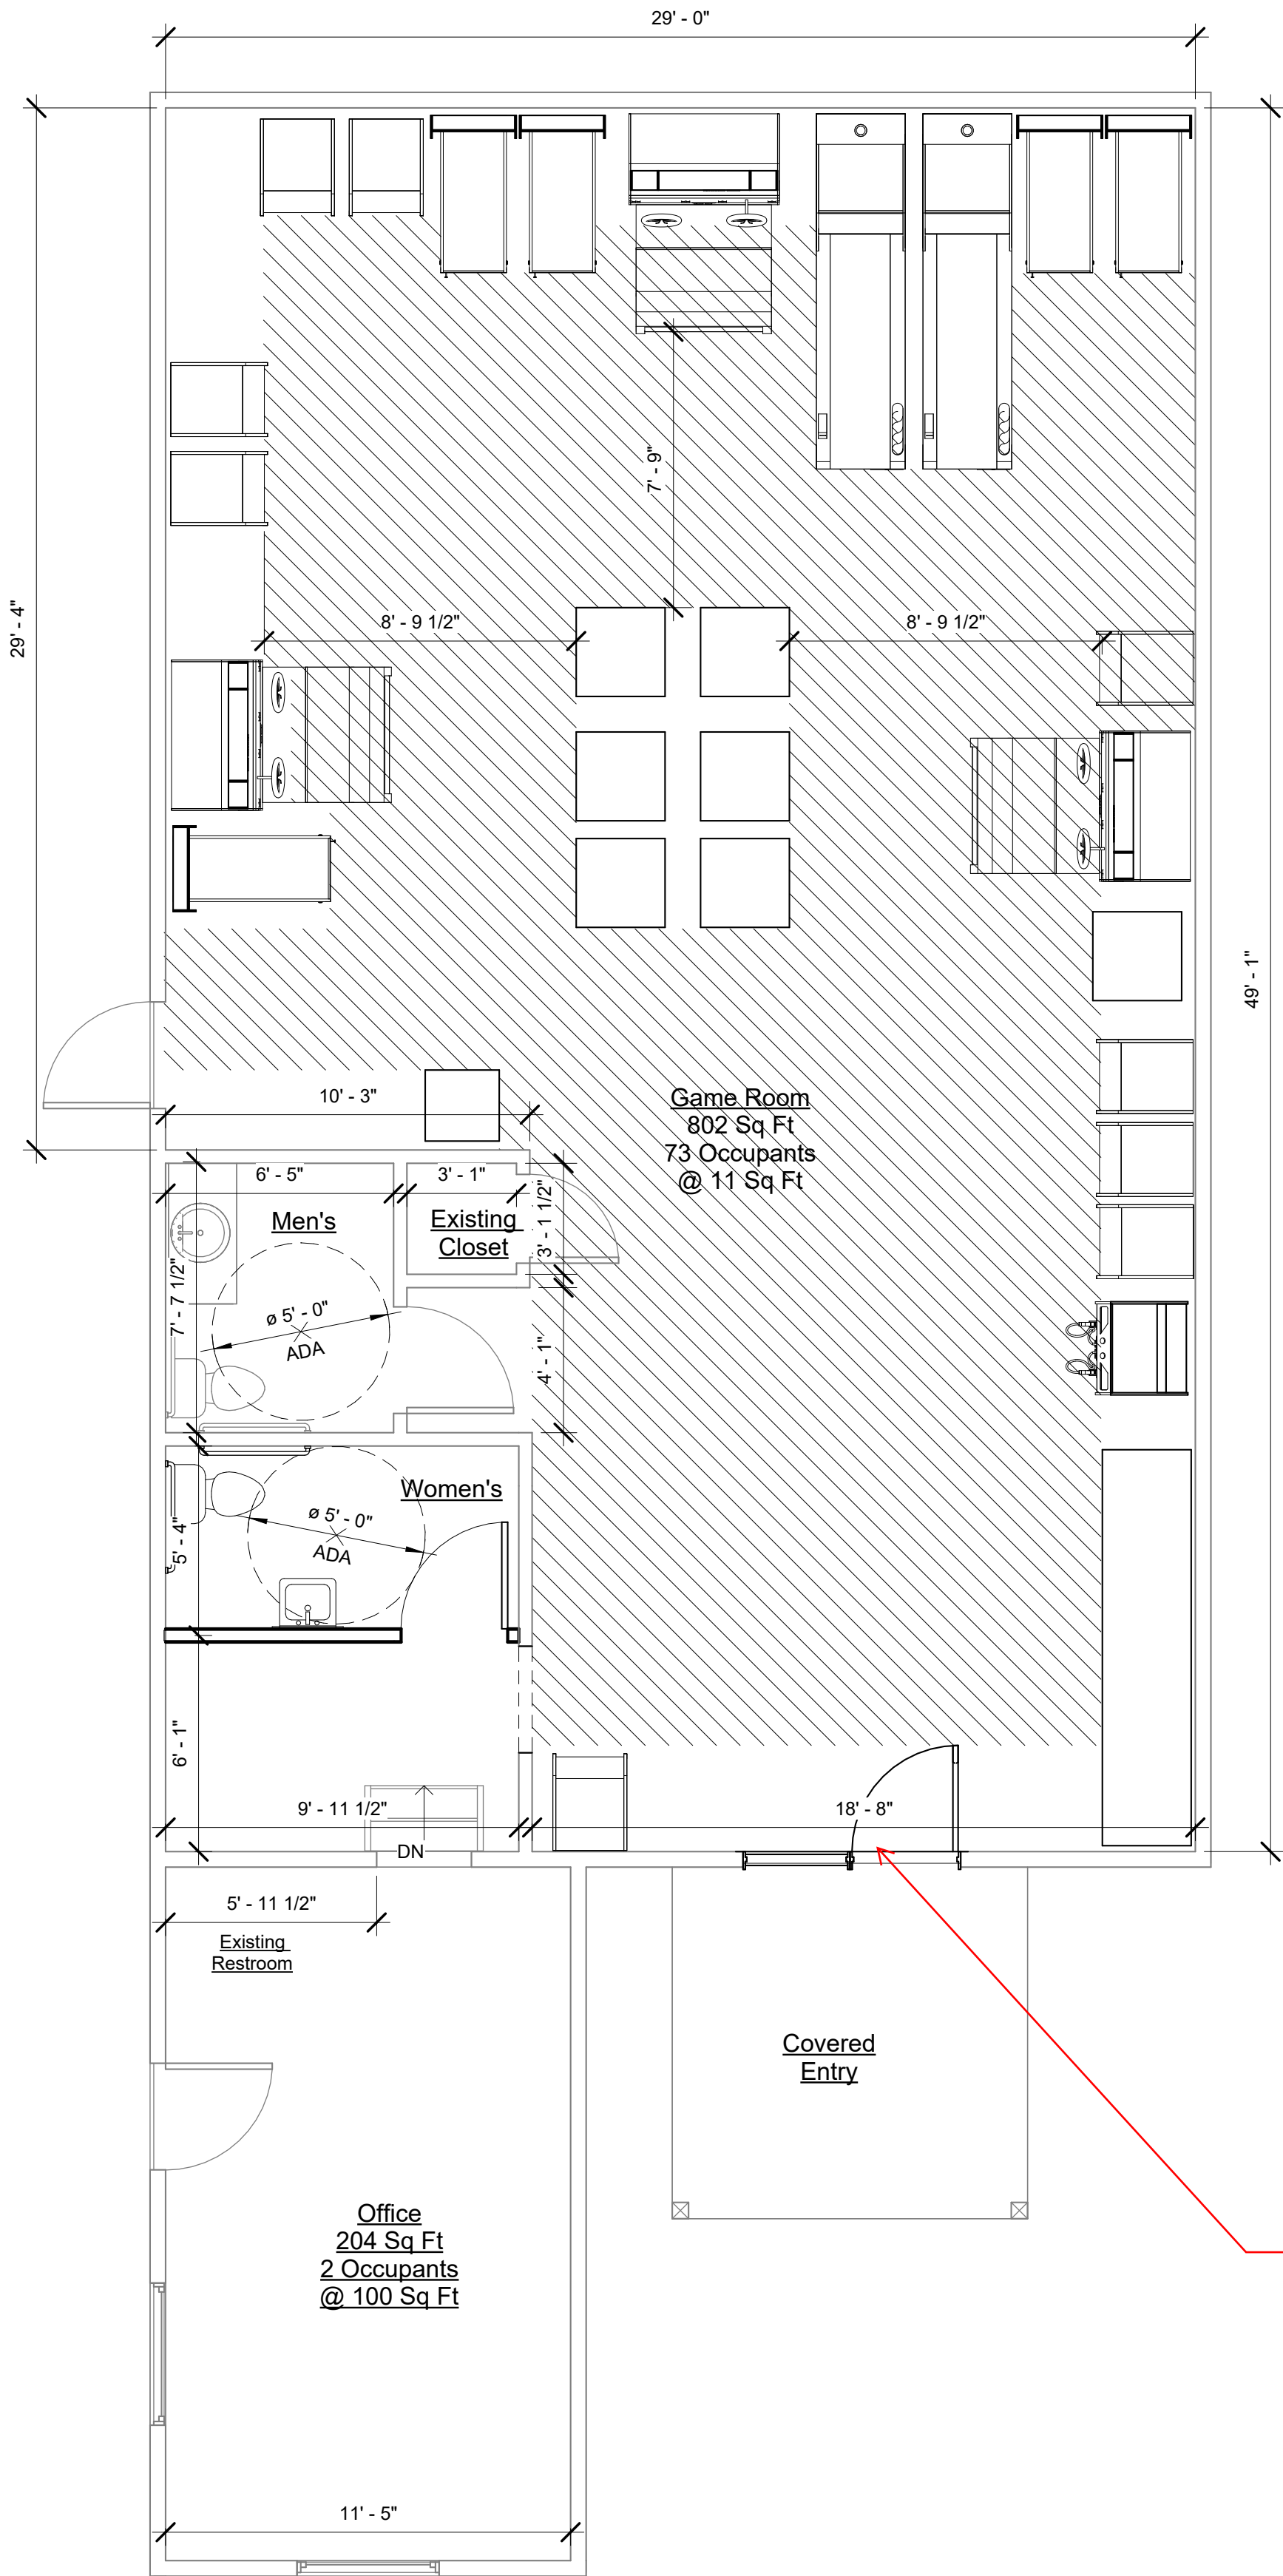 29' - 0"
7' - 9"
29' - 4"
8' - 9 1/2"
8' - 9 1/2"
49' - 1"
10' - 3"
Game Room
802 Sq Ft
73 Occupants
@ 11 Sq Ft
6' - 5"
3' - 1"
Men's
Existing
Closet
3' - 1 1/2"
7' - 7 1/2"
ø 5' - 0"
ADA
4' - 1"
Women's
ø 5' - 0"
ADA
5' - 4"
6' - 1"
9' - 11 1/2"
18' - 8"
DN
5' - 11 1/2"
Existing
Restroom
Covered
Entry
Office
204 Sq Ft
2 Occupants
@ 100 Sq Ft
11' - 5"